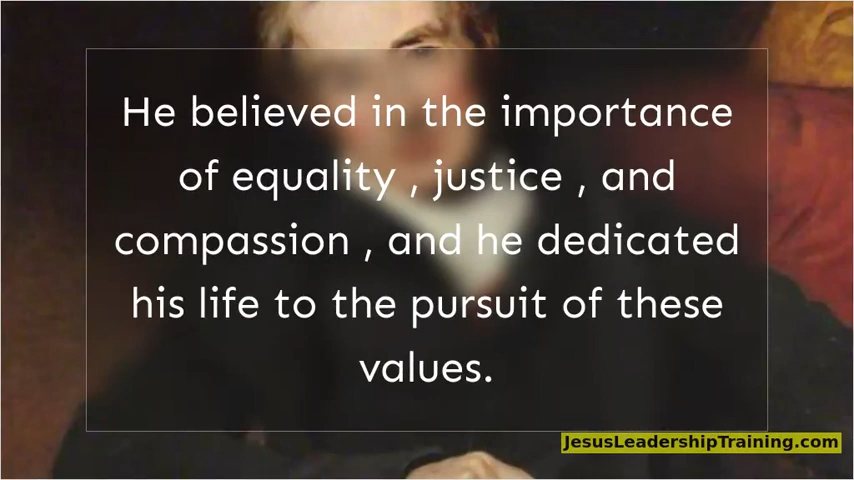 He believed in the importance
of equality , justice , and
compassion , and he dedicated
his life to the pursuit of these
values.
JesusLeadershipTraining.com